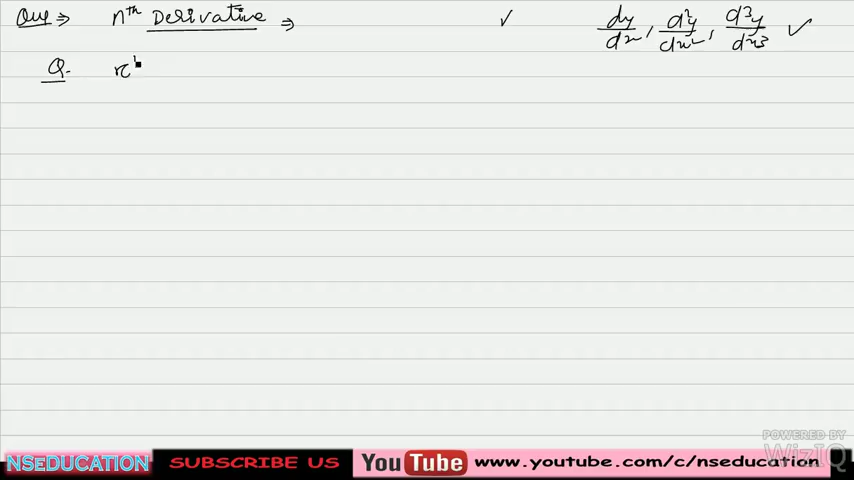 Que ⇒ nth Derivative ⇒ ✓ dy/dx, d²y/dx², d³y/dx³ ✓
Q.
POWERED BY
WizIQ
NSEDUCATION SUBSCRIBE US YouTube www.youtube.com/c/nseducation